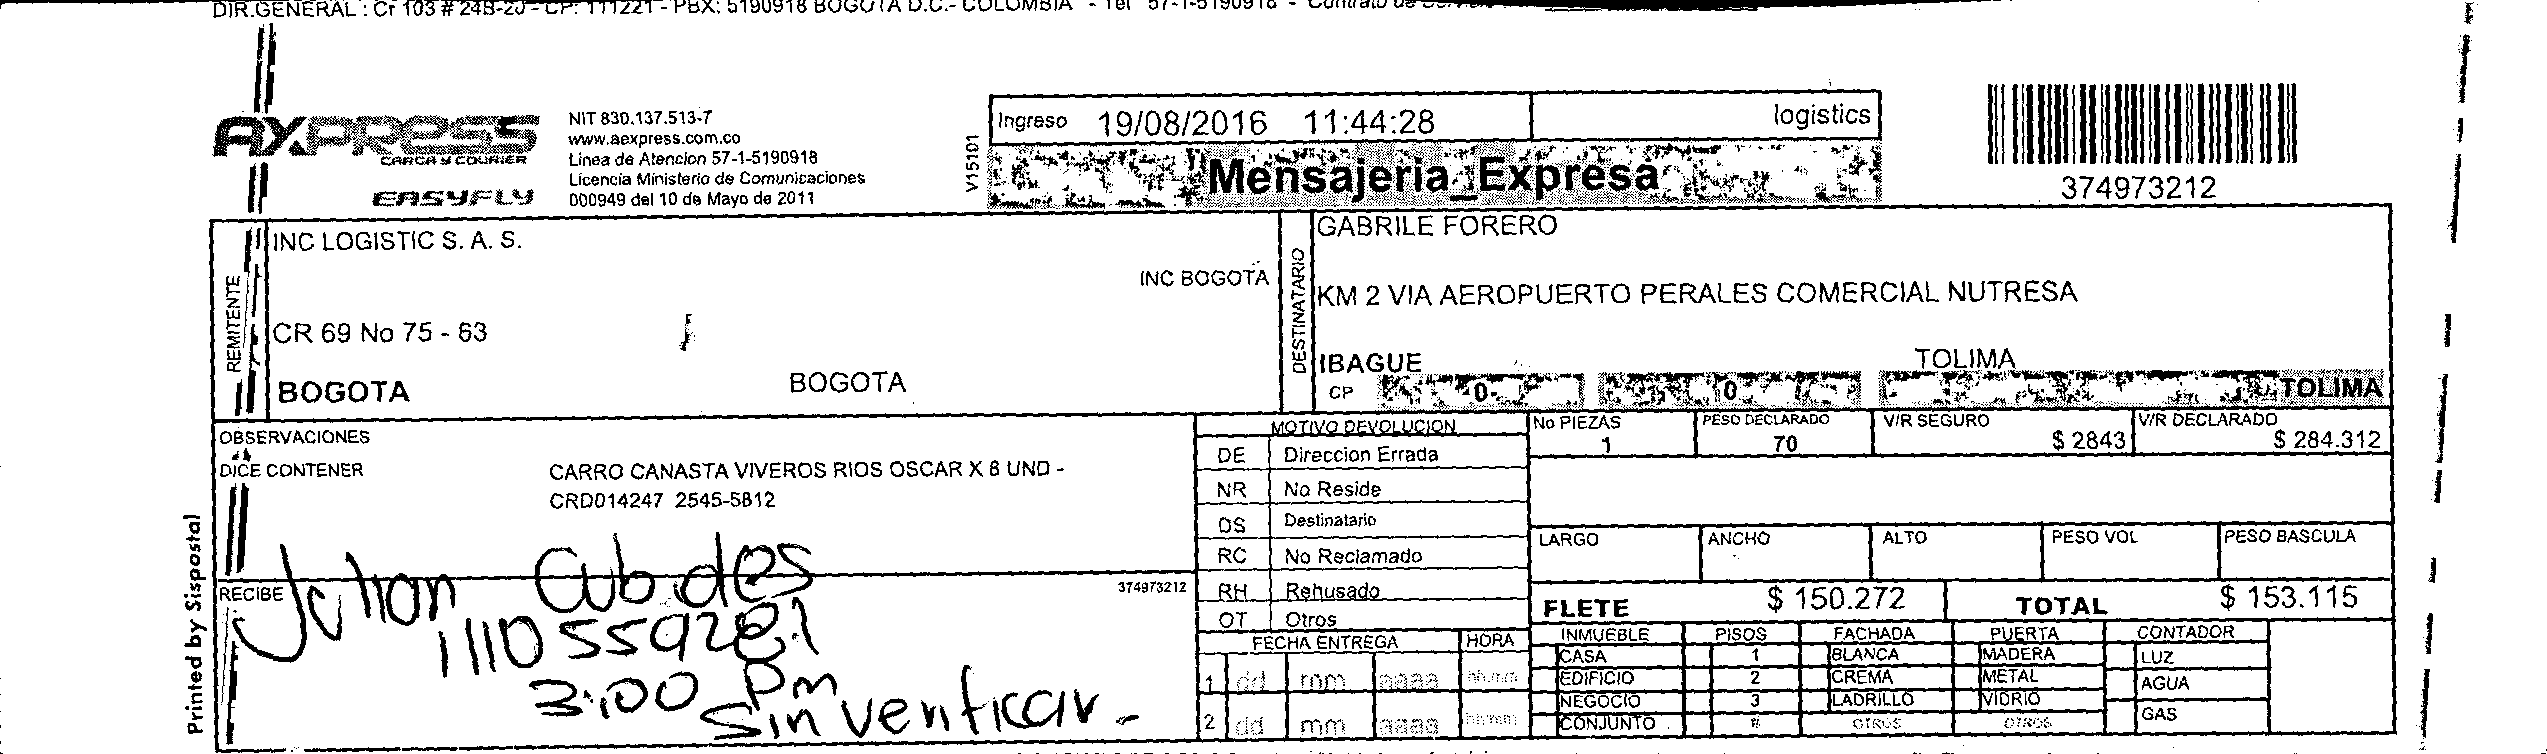 DIR.GENERAL : Cr 103 # 24B-20 - CP: 111221 - PBX: 5190918 BOGOTA D.C.- COLOMBIA - Tel 57-1-5190918 - Contrato de
AXPRESS
CARGA Y COURIER
EASYFLY
NIT 830.137.513-7
www.aexpress.com.co
Linea de Atencion 57-1-5190918
Licencia Ministerio de Comunicaciones
000949 del 10 de Mayo de 2011
V15101
Ingreso 19/08/2016 11:44:28 logistics
Mensajeria_Expresa
374973212
REMITENTE
INC LOGISTIC S. A. S.
INC BOGOTA
CR 69 No 75 - 63
BOGOTA BOGOTA
DESTINATARIO
GABRILE FORERO
KM 2 VIA AEROPUERTO PERALES COMERCIAL NUTRESA
IBAGUE TOLIMA
CP 0 0 TOLIMA
OBSERVACIONES
DICE CONTENER CARRO CANASTA VIVEROS RIOS OSCAR X 8 UND -
CRD014247 2545-5812
MOTIVO DEVOLUCION
DE Direccion Errada
NR No Reside
DS Destinatario
RC No Reclamado
RH Rehusado
OT Otros
No PIEZAS PESO DECLARADO V/R SEGURO V/R DECLARADO
1 70 $ 2843 $ 284.312
LARGO ANCHO ALTO PESO VOL PESO BASCULA
FLETE $ 150.272 TOTAL $ 153.115
RECIBE 374973212
Julian Cubides
1110559281
3:00 Pm
Sin verificar -
Printed by Sispostal
FECHA ENTREGA HORA
1 dd mm aaaa hh:mm
2 dd mm aaaa hh:mm
INMUEBLE PISOS FACHADA PUERTA CONTADOR
CASA 1 BLANCA MADERA LUZ
EDIFICIO 2 CREMA METAL AGUA
NEGOCIO 3 LADRILLO VIDRIO GAS
CONJUNTO # OTROS OTROS